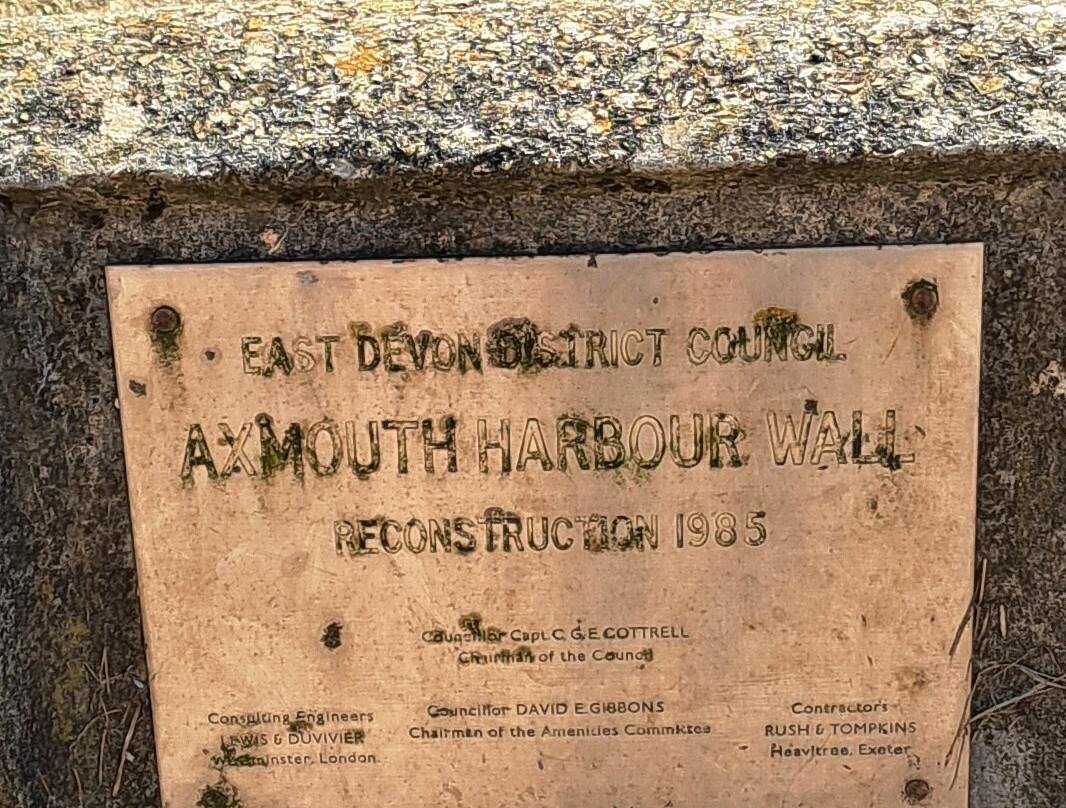 EAST DEVON DISTRICT COUNCIL
AXMOUTH HARBOUR WALL
RECONSTRUCTION 1985
Councillor Capt. C. G. E. COTTRELL
Chairman of the Council
Councillor DAVID E. GIBBONS
Chairman of the Amenities Committee
Consulting Engineers
LEWIS & DUVIVIER
Westminster, London.
Contractors
RUSH & TOMPKINS
Heavitree, Exeter